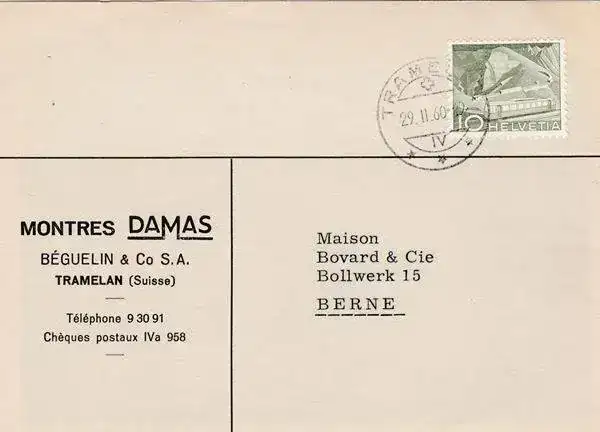 TRAME
29.II.60
IV
10 HELVETIA
MONTRES DAMAS
BÉGUELIN & Co S.A.
TRAMELAN (Suisse)
Téléphone 9 30 91
Chèques postaux IVa 958
Maison
Bovard & Cie
Bollwerk 15
BERNE